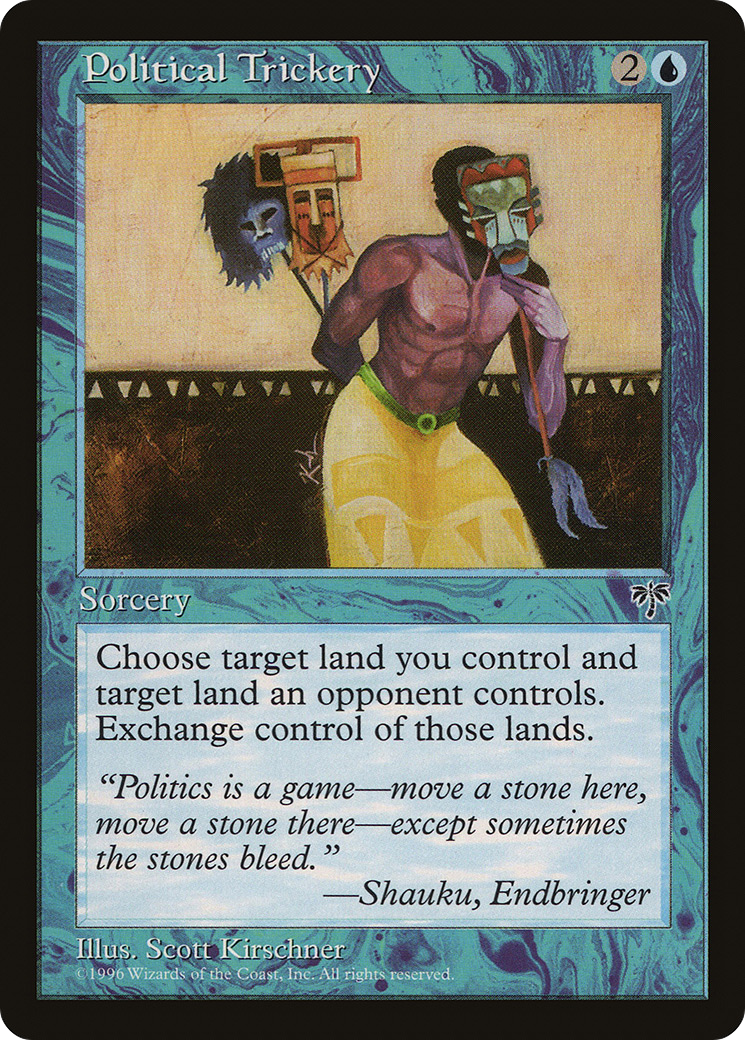 Political Trickery
2
Sorcery
Choose target land you control and
target land an opponent controls.
Exchange control of those lands.
“Politics is a game—move a stone here,
move a stone there—except sometimes
the stones bleed.”
—Shauku, Endbringer
Illus. Scott Kirschner
©1996 Wizards of the Coast, Inc. All rights reserved.